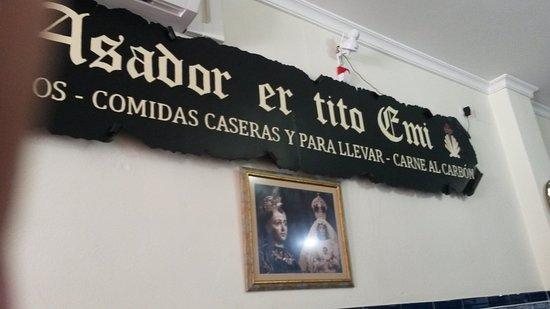 Asador er tito Emi
OS - COMIDAS CASERAS Y PARA LLEVAR - CARNE AL CARBÓN